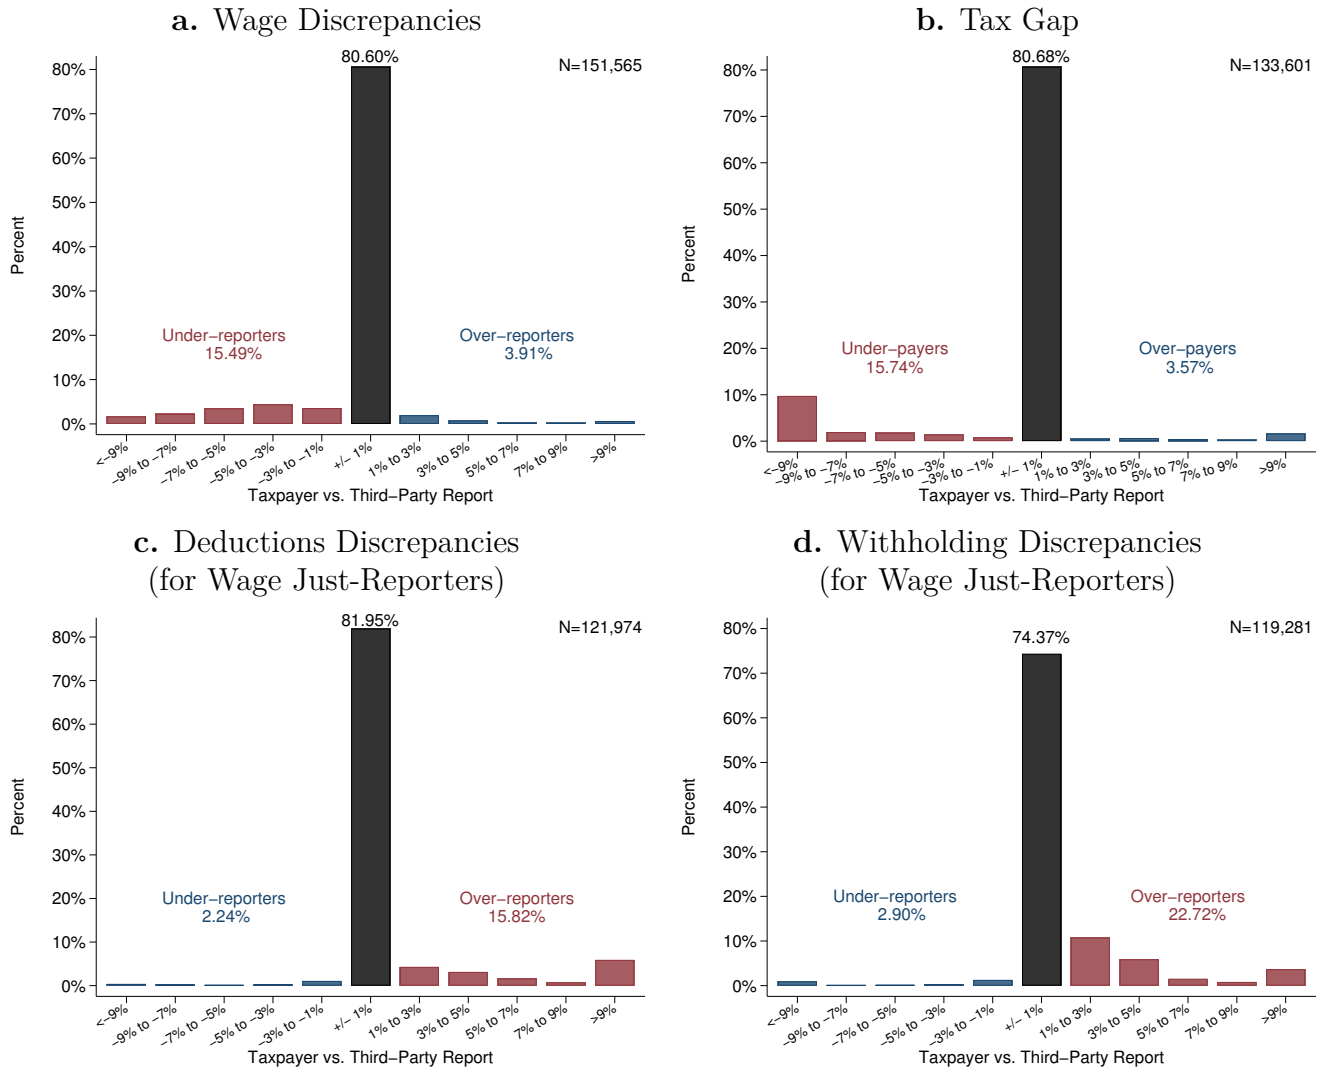 a. Wage Discrepancies
80.60%
N=151,565
80%
70%
60%
50%
40%
30%
20%
10%
0%
Percent
Under−reporters
15.49%
Over−reporters
3.91%
<−9%
−9% to −7%
−7% to −5%
−5% to −3%
−3% to −1%
+/− 1%
1% to 3%
3% to 5%
5% to 7%
7% to 9%
>9%
Taxpayer vs. Third−Party Report
b. Tax Gap
80.68%
N=133,601
80%
70%
60%
50%
40%
30%
20%
10%
0%
Percent
Under−payers
15.74%
Over−payers
3.57%
<−9%
−9% to −7%
−7% to −5%
−5% to −3%
−3% to −1%
+/− 1%
1% to 3%
3% to 5%
5% to 7%
7% to 9%
>9%
Taxpayer vs. Third−Party Report
c. Deductions Discrepancies
(for Wage Just-Reporters)
81.95%
N=121,974
80%
70%
60%
50%
40%
30%
20%
10%
0%
Percent
Under−reporters
2.24%
Over−reporters
15.82%
<−9%
−9% to −7%
−7% to −5%
−5% to −3%
−3% to −1%
+/− 1%
1% to 3%
3% to 5%
5% to 7%
7% to 9%
>9%
Taxpayer vs. Third−Party Report
d. Withholding Discrepancies
(for Wage Just-Reporters)
74.37%
N=119,281
80%
70%
60%
50%
40%
30%
20%
10%
0%
Percent
Under−reporters
2.90%
Over−reporters
22.72%
<−9%
−9% to −7%
−7% to −5%
−5% to −3%
−3% to −1%
+/− 1%
1% to 3%
3% to 5%
5% to 7%
7% to 9%
>9%
Taxpayer vs. Third−Party Report